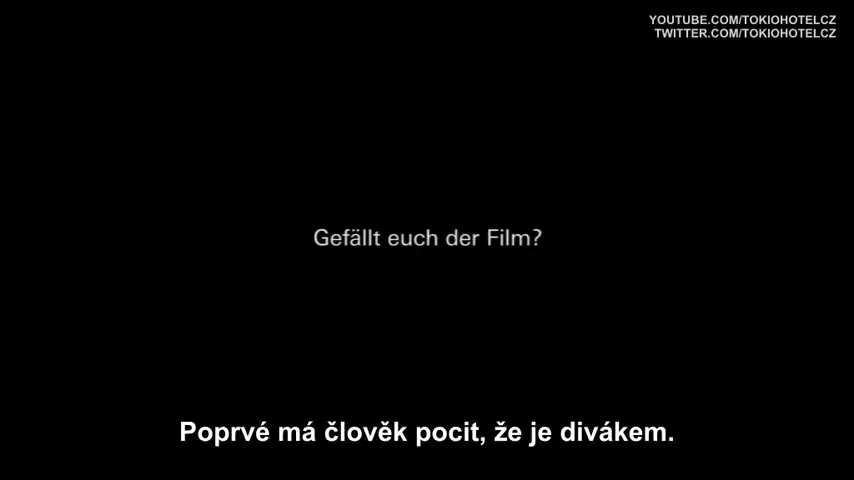 YOUTUBE.COM/TOKIOHOTELCZ
TWITTER.COM/TOKIOHOTELCZ
Gefällt euch der Film?
Poprvé má člověk pocit, že je divákem.